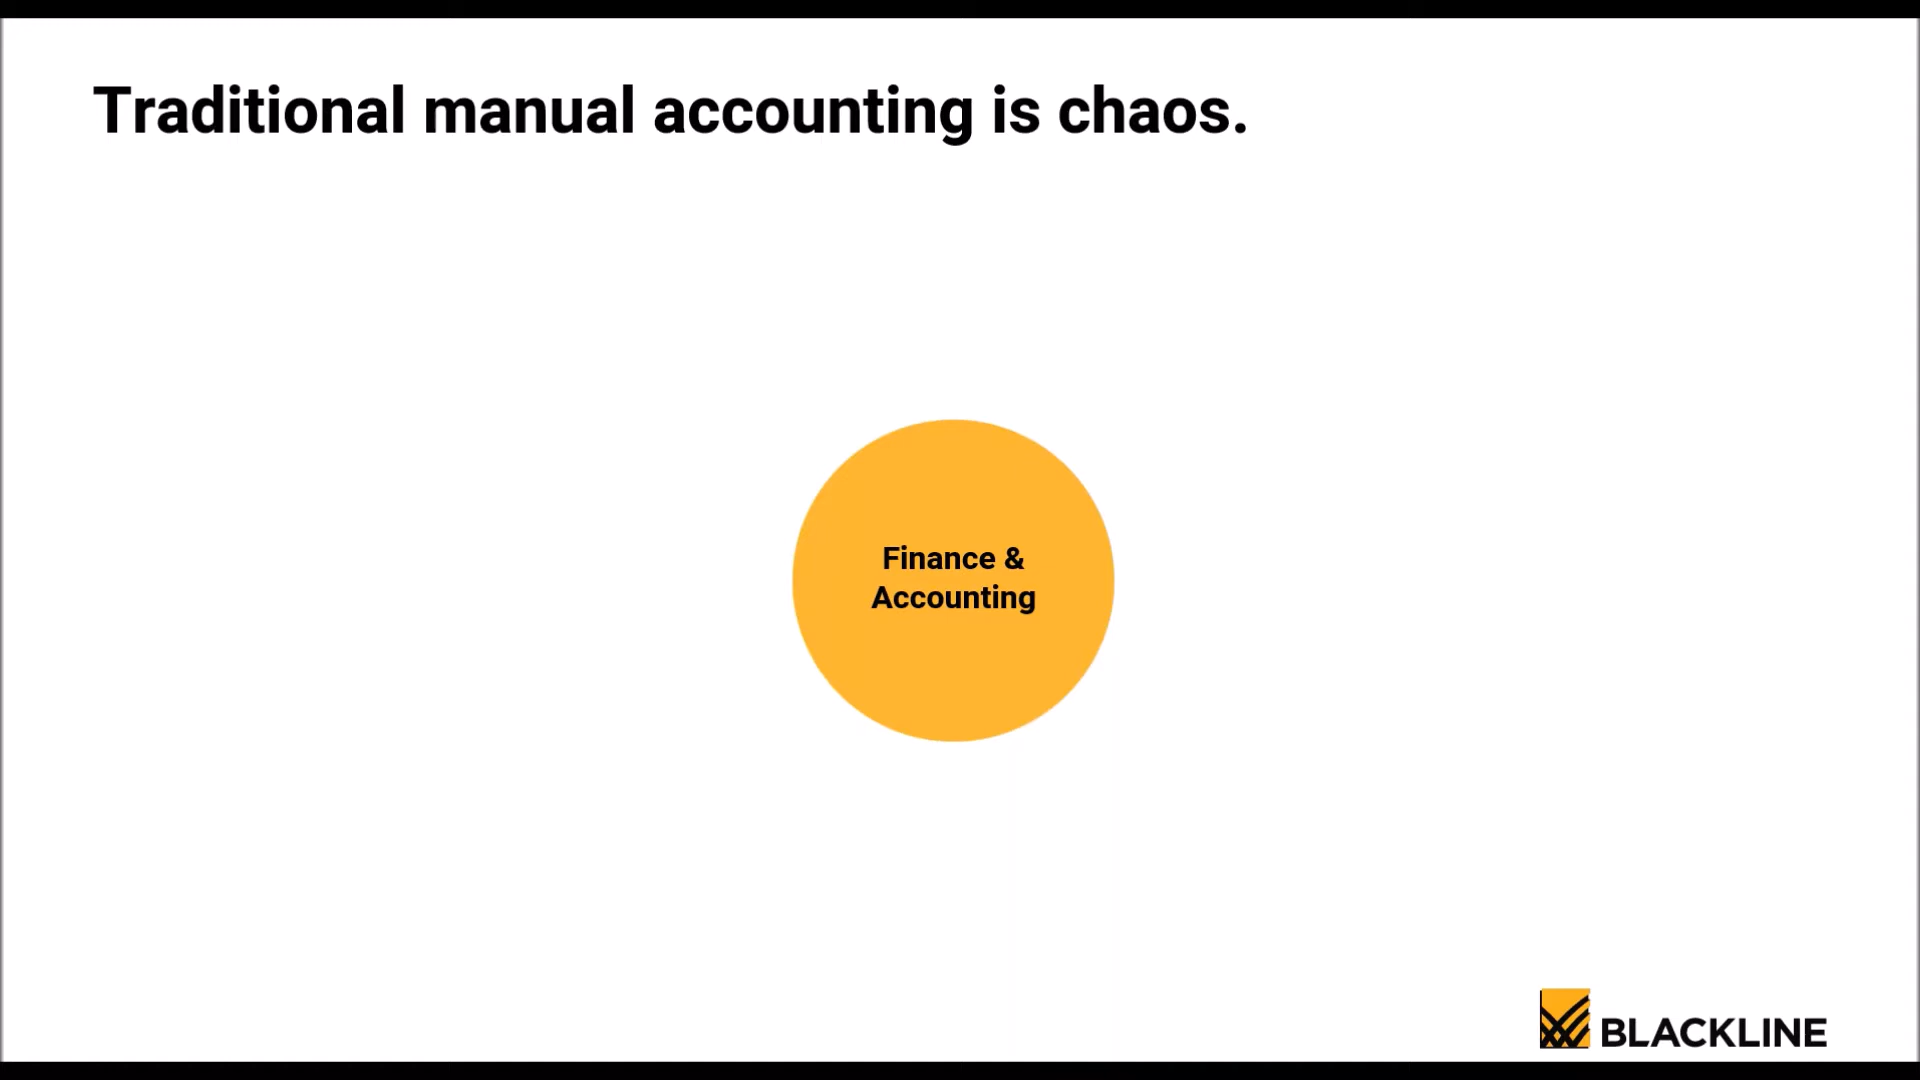 Traditional manual accounting is chaos.
Finance &
Accounting
BLACKLINE